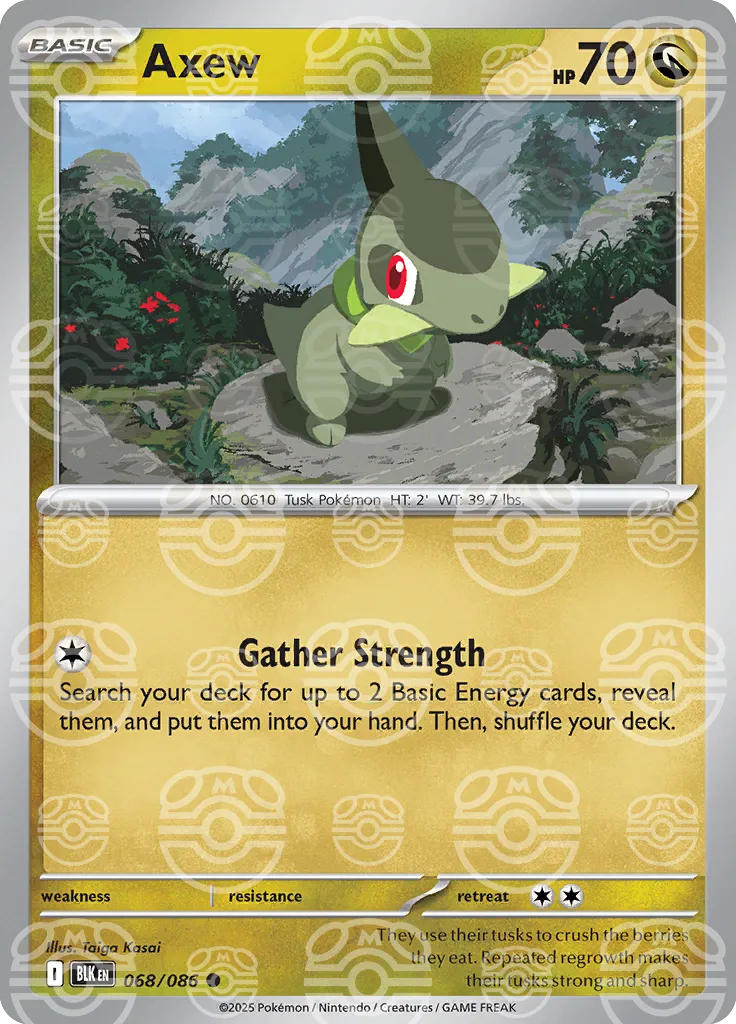 BASIC Axew HP 70
NO. 0610 Tusk Pokémon HT: 2' WT: 39.7 lbs.
Gather Strength
Search your deck for up to 2 Basic Energy cards, reveal
them, and put them into your hand. Then, shuffle your deck.
weakness resistance retreat
Illus. Taiga Kasai
They use their tusks to crush the berries
they eat. Repeated regrowth makes
their tusks strong and sharp.
I BLK EN 068/086
©2025 Pokémon / Nintendo / Creatures / GAME FREAK